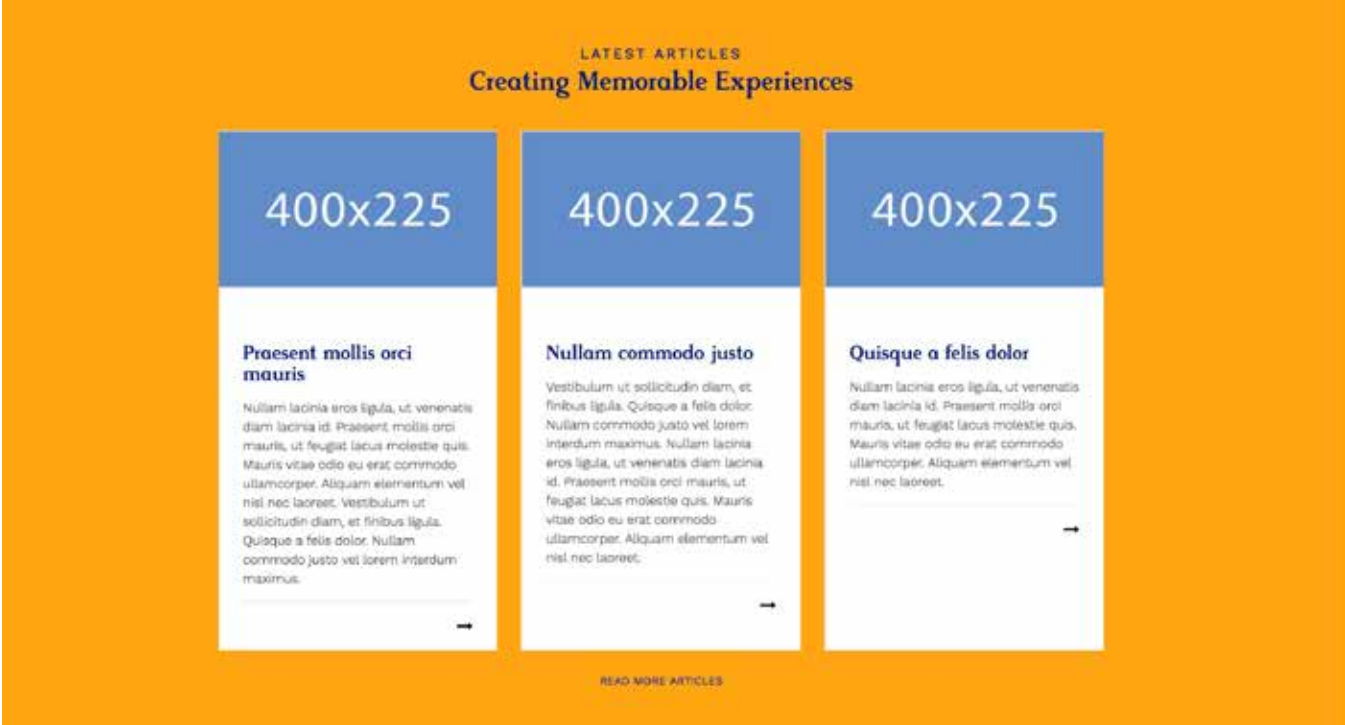 LATEST ARTICLES
Creating Memorable Experiences
400x225
400x225
400x225
Praesent mollis orci
mauris
Nullam lacinia eros ligula, ut venenatis
diam lacinia id. Praesent mollis orci
mauris, ut feugiat lacus molestie quis.
Mauris vitae odio eu erat commodo
ullamcorper. Aliquam elementum vel
nisl nec laoreet. Vestibulum ut
sollicitudin diam, et finibus ligula.
Quisque a felis dolor. Nullam
commodo justo vel lorem interdum
maximus.
Nullam commodo justo
Vestibulum ut sollicitudin diam, et
finibus ligula. Quisque a felis dolor.
Nullam commodo justo vel lorem
interdum maximus. Nullam lacinia
eros ligula, ut venenatis diam lacinia
id. Praesent mollis orci mauris, ut
feugiat lacus molestie quis. Mauris
vitae odio eu erat commodo
ullamcorper. Aliquam elementum vel
nisl nec laoreet.
Quisque a felis dolor
Nullam lacinia eros ligula, ut venenatis
diam lacinia id. Praesent mollis orci
mauris, ut feugiat lacus molestie quis.
Mauris vitae odio eu erat commodo
ullamcorper. Aliquam elementum vel
nisl nec laoreet.
READ MORE ARTICLES